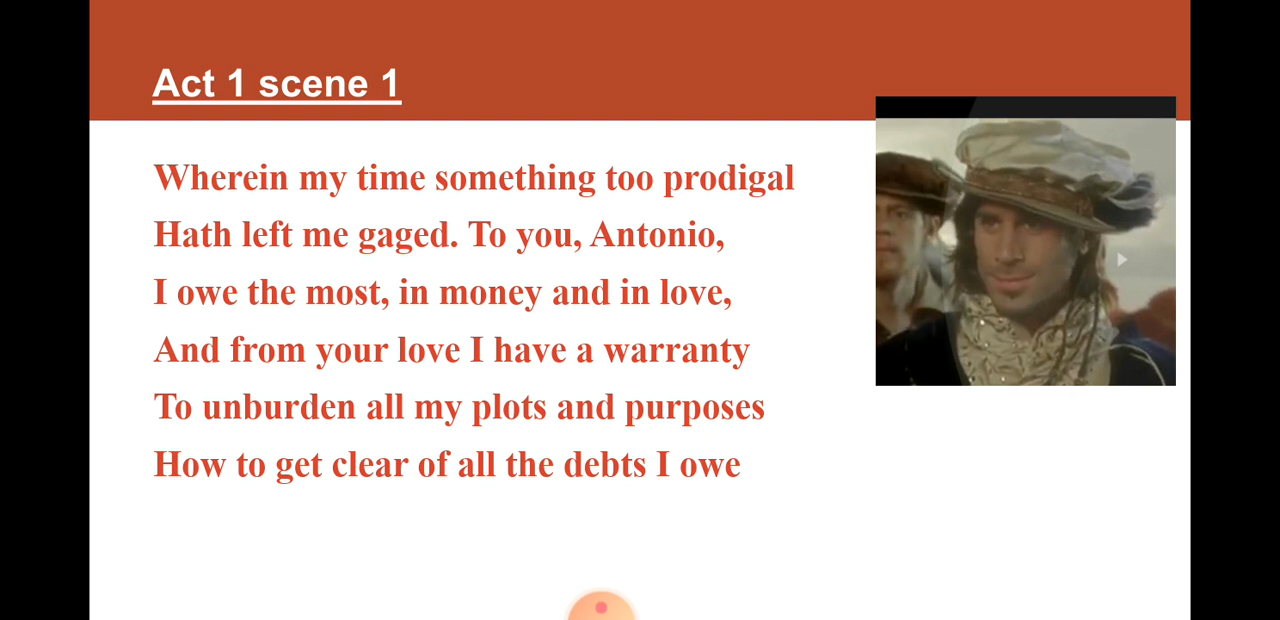 Act 1 scene 1
Wherein my time something too prodigal
Hath left me gaged. To you, Antonio,
I owe the most, in money and in love,
And from your love I have a warranty
To unburden all my plots and purposes
How to get clear of all the debts I owe